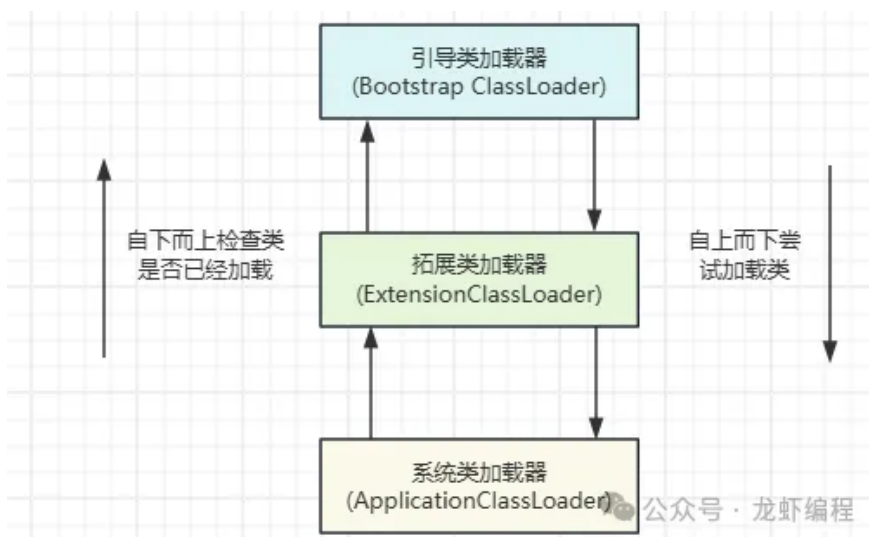 引导类加载器
(Bootstrap ClassLoader)
自下而上检查类
是否已经加载
自上而下尝
试加载类
拓展类加载器
(ExtensionClassLoader)
系统类加载器
(ApplicationClassLoader)
公众号·龙虾编程